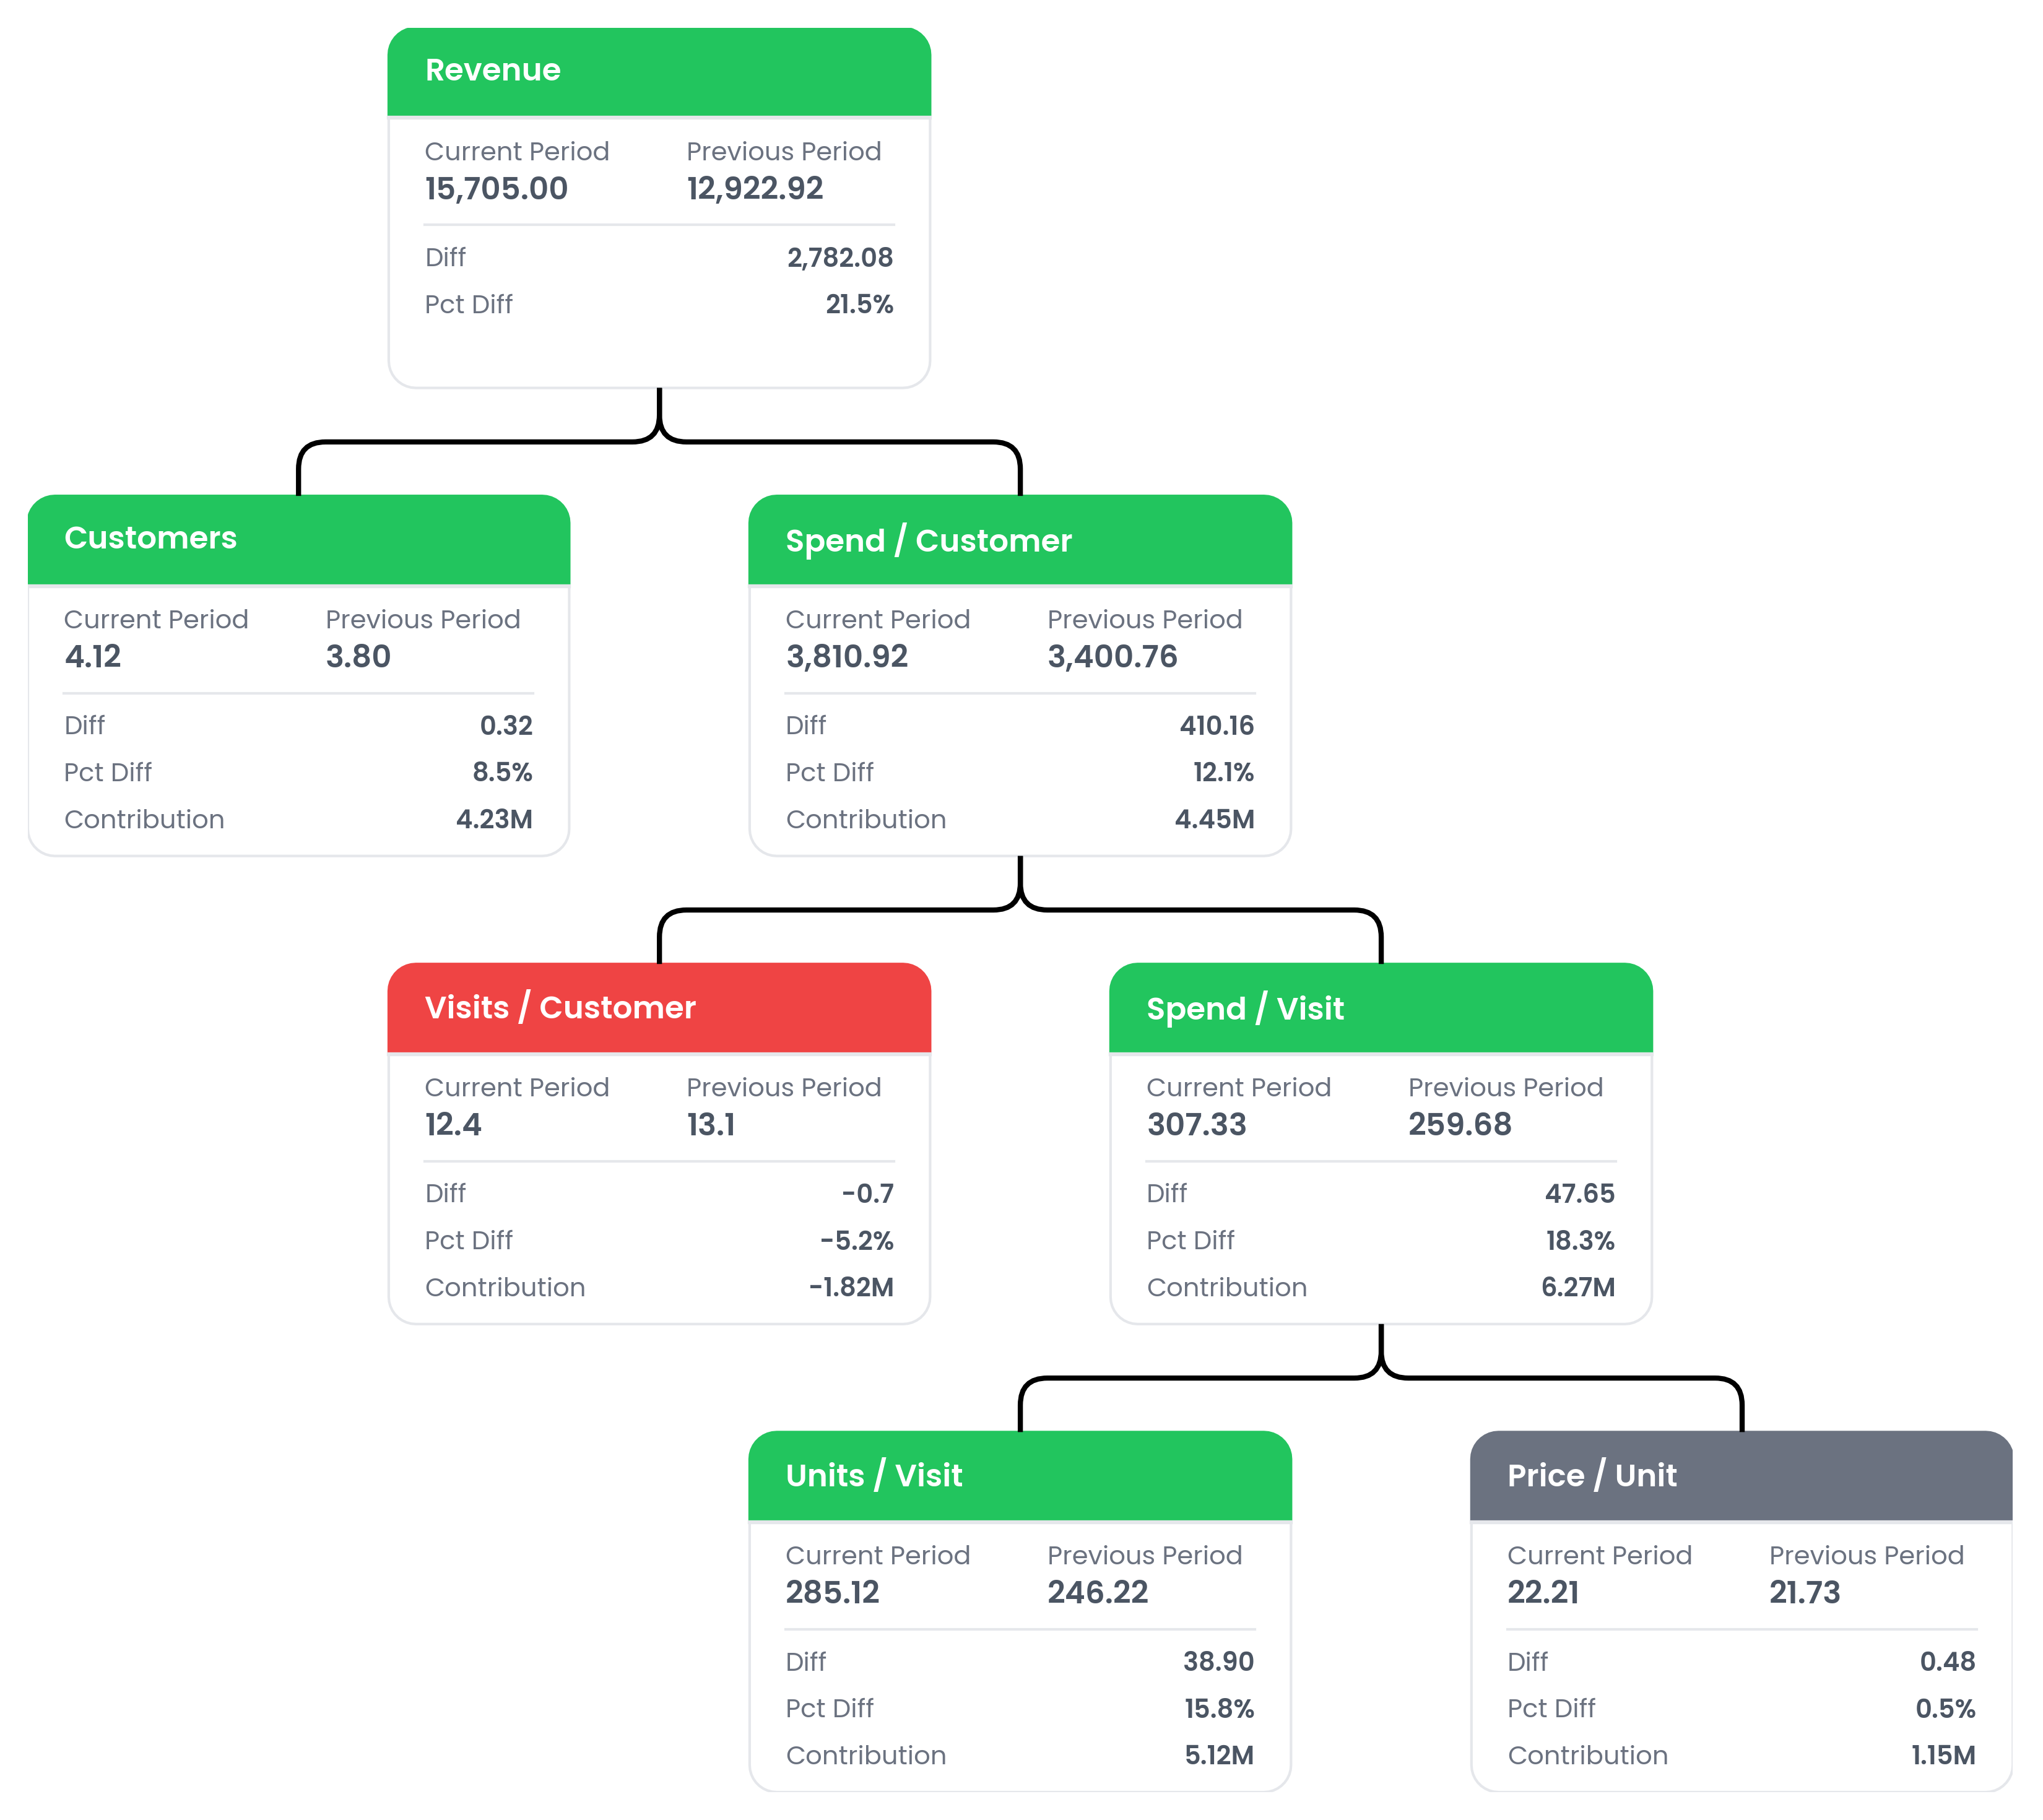 Revenue
Current Period Previous Period
15,705.00 12,922.92
Diff 2,782.08
Pct Diff 21.5%
Customers
Current Period Previous Period
4.12 3.80
Diff 0.32
Pct Diff 8.5%
Contribution 4.23M
Spend / Customer
Current Period Previous Period
3,810.92 3,400.76
Diff 410.16
Pct Diff 12.1%
Contribution 4.45M
Visits / Customer
Current Period Previous Period
12.4 13.1
Diff -0.7
Pct Diff -5.2%
Contribution -1.82M
Spend / Visit
Current Period Previous Period
307.33 259.68
Diff 47.65
Pct Diff 18.3%
Contribution 6.27M
Units / Visit
Current Period Previous Period
285.12 246.22
Diff 38.90
Pct Diff 15.8%
Contribution 5.12M
Price / Unit
Current Period Previous Period
22.21 21.73
Diff 0.48
Pct Diff 0.5%
Contribution 1.15M